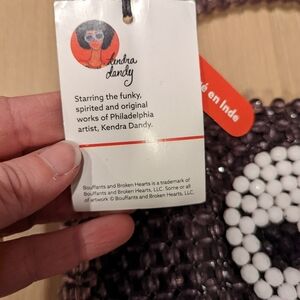 kendra
dandy
Starring the funky,
spirited and original
works of Philadelphia
artist, Kendra Dandy.
Bouffants and Broken Hearts is a trademark of
Bouffants and Broken Hearts, LLC. Some or all
of artwork © Bouffants and Broken Hearts, LLC.
é en Inde